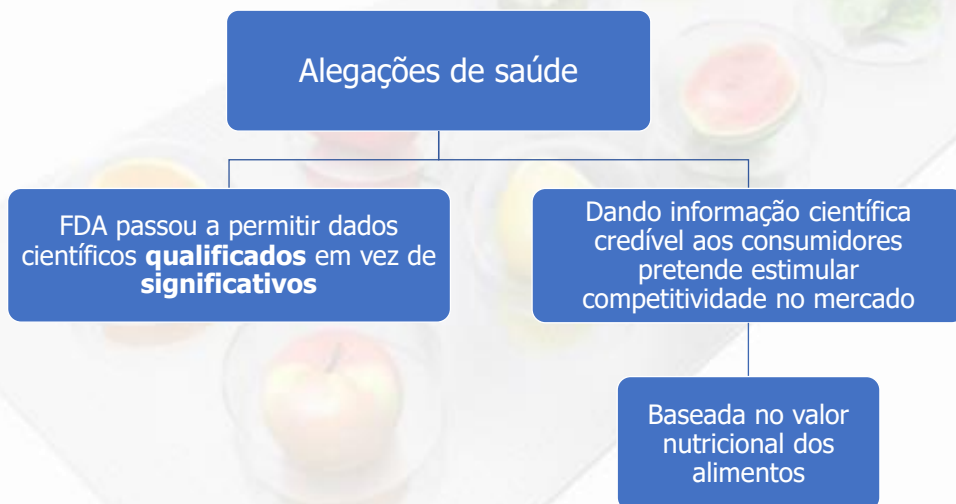 Alegações de saúde
FDA passou a permitir dados
científicos qualificados em vez de
significativos
Dando informação científica
credível aos consumidores
pretende estimular
competitividade no mercado
Baseada no valor
nutricional dos
alimentos